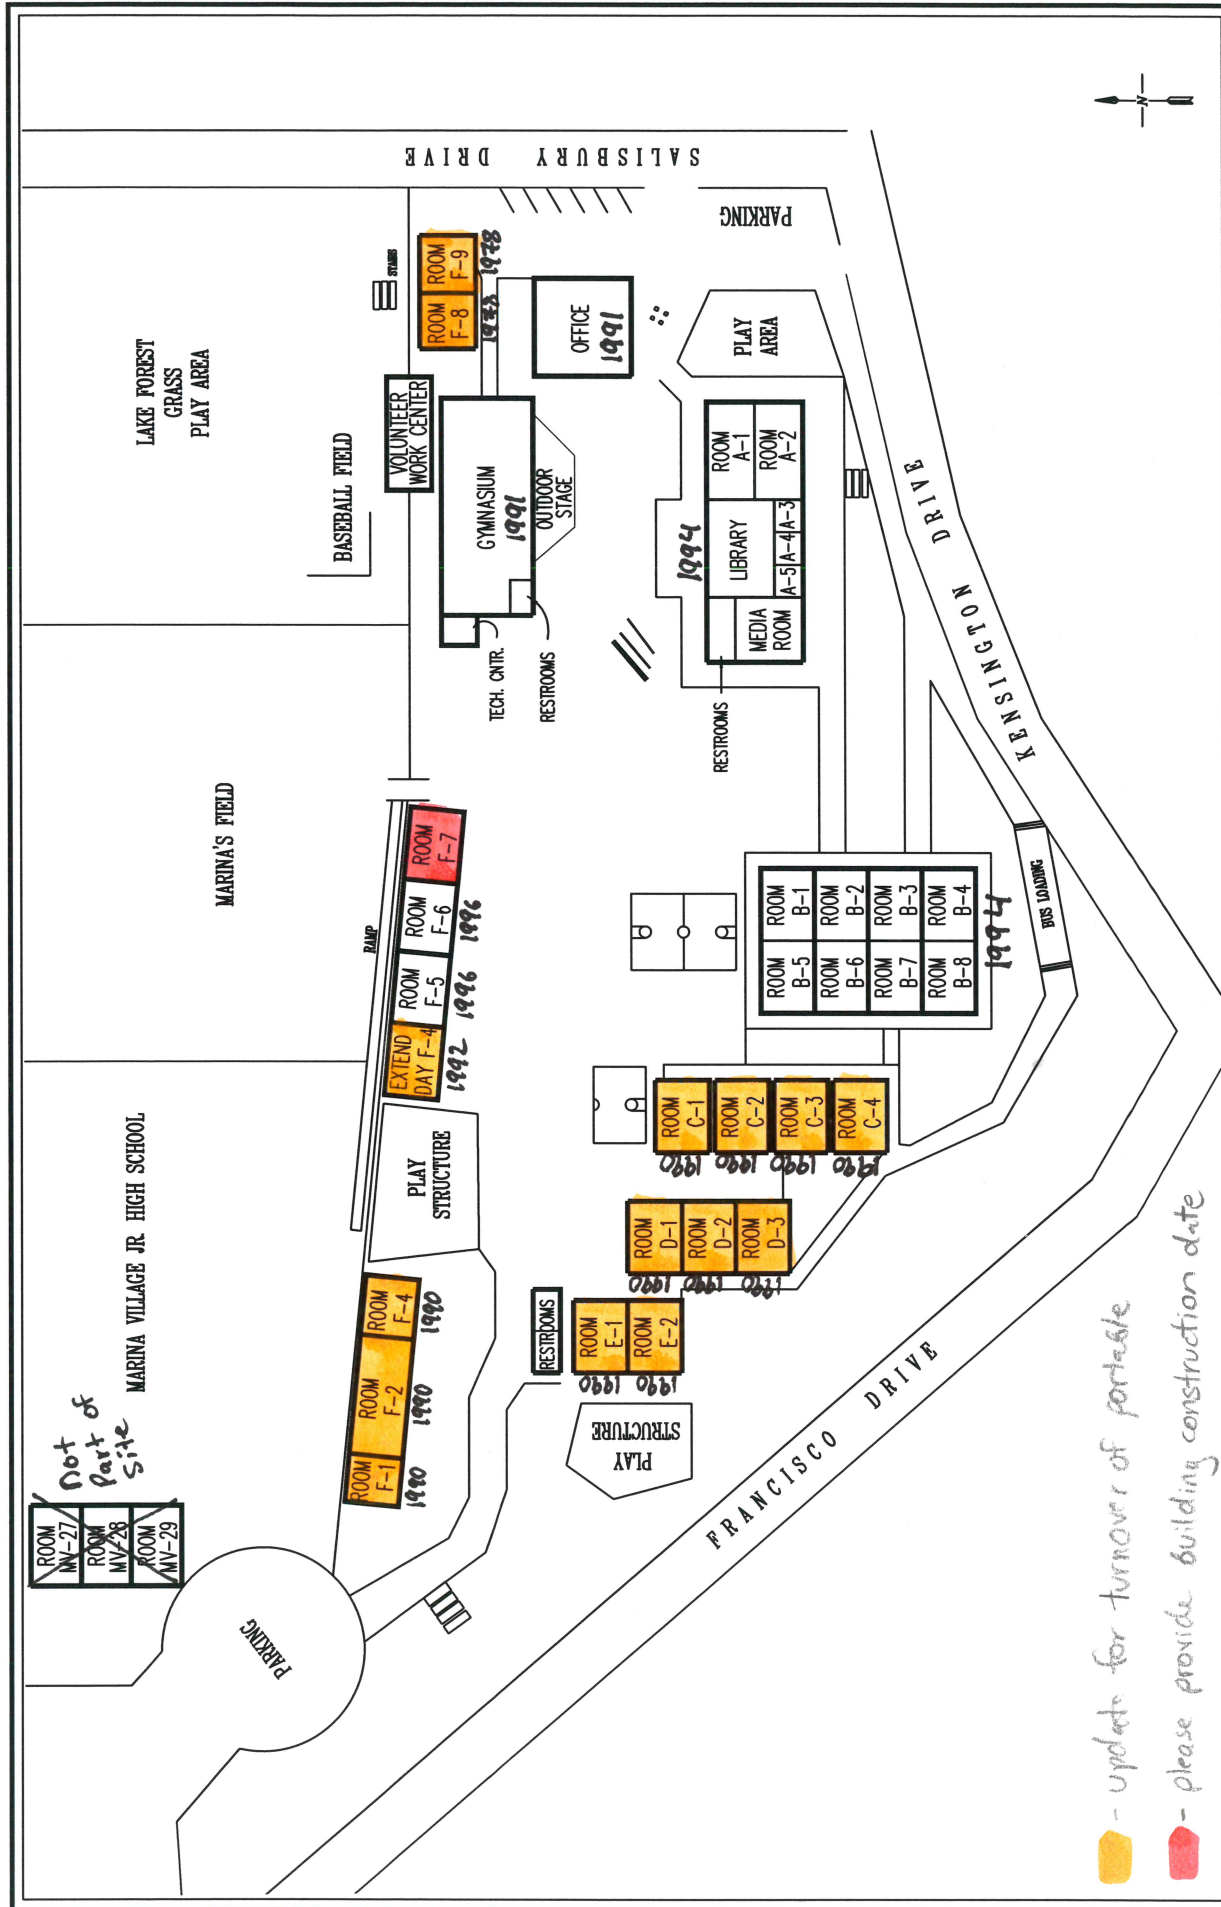 ROOM
MV-27
ROOM
MV-28
ROOM
MV-29
not
Part of
Site
MARINA VILLAGE JR. HIGH SCHOOL
MARINA'S FIELD
LAKE FOREST
GRASS
PLAY AREA
BASEBALL FIELD
STAIRS
PARKING
RAMP
ROOM
F-1
1990
ROOM
F-2
1990
ROOM
F-4
1990
PLAY
STRUCTURE
EXTEND
DAY F-4
1992
ROOM
F-5
1996
ROOM
F-6
1996
ROOM
F-7
VOLUNTEER
WORK CENTER
ROOM
F-8
1978
ROOM
F-9
1978
GYMNASIUM
1991
OUTDOOR
STAGE
TECH. CNTR.
RESTROOMS
OFFICE
1991
SALISBURY DRIVE
PARKING
PLAY
AREA
1994
ROOM
A-1
ROOM
A-2
LIBRARY
A-5
A-4
A-3
MEDIA
ROOM
RESTROOMS
RESTROOMS
ROOM
E-1
1990
ROOM
E-2
1990
PLAY
STRUCTURE
ROOM
D-1
1990
ROOM
D-2
1990
ROOM
D-3
1990
ROOM
C-1
1990
ROOM
C-2
1990
ROOM
C-3
1990
ROOM
C-4
1990
ROOM
B-5
ROOM
B-1
ROOM
B-6
ROOM
B-2
ROOM
B-7
ROOM
B-3
ROOM
B-8
ROOM
B-4
1994
BUS LOADING
KENSINGTON DRIVE
FRANCISCO DRIVE
N
- update for turnover of portable
- please provide building construction date